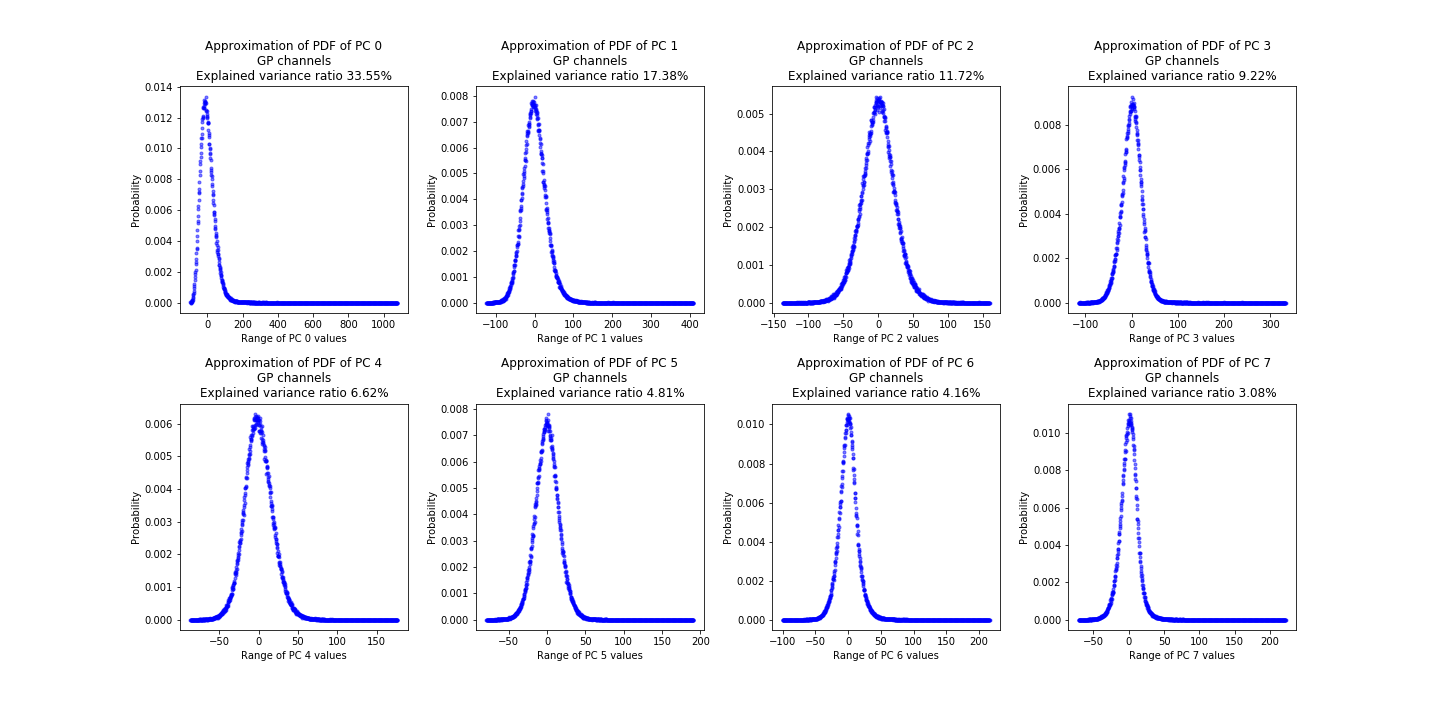 Approximation of PDF of PC 0
GP channels
Explained variance ratio 33.55%
0.014
0.012
0.010
0.008
0.006
0.004
0.002
0.000
Probability
0 200 400 600 800 1000
Range of PC 0 values
Approximation of PDF of PC 1
GP channels
Explained variance ratio 17.38%
0.008
0.007
0.006
0.005
0.004
0.003
0.002
0.001
0.000
Probability
−100 0 100 200 300 400
Range of PC 1 values
Approximation of PDF of PC 2
GP channels
Explained variance ratio 11.72%
0.005
0.004
0.003
0.002
0.001
0.000
Probability
−150 −100 −50 0 50 100 150
Range of PC 2 values
Approximation of PDF of PC 3
GP channels
Explained variance ratio 9.22%
0.008
0.006
0.004
0.002
0.000
Probability
−100 0 100 200 300
Range of PC 3 values
Approximation of PDF of PC 4
GP channels
Explained variance ratio 6.62%
0.006
0.005
0.004
0.003
0.002
0.001
0.000
Probability
−50 0 50 100 150
Range of PC 4 values
Approximation of PDF of PC 5
GP channels
Explained variance ratio 4.81%
0.008
0.007
0.006
0.005
0.004
0.003
0.002
0.001
0.000
Probability
−50 0 50 100 150 200
Range of PC 5 values
Approximation of PDF of PC 6
GP channels
Explained variance ratio 4.16%
0.010
0.008
0.006
0.004
0.002
0.000
Probability
−100 −50 0 50 100 150 200
Range of PC 6 values
Approximation of PDF of PC 7
GP channels
Explained variance ratio 3.08%
0.010
0.008
0.006
0.004
0.002
0.000
Probability
−50 0 50 100 150 200
Range of PC 7 values